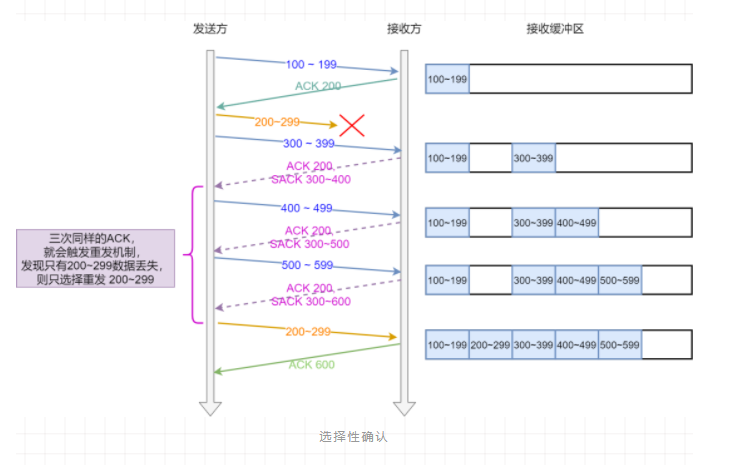 发送方
接收方
接收缓冲区
100 ~ 199
100~199
ACK 200
200~299
300 ~ 399
100~199
300~399
ACK 200,
SACK 300~400
400 ~ 499
100~199
300~399
400~499
ACK 200,
SACK 300~500
三次同样的ACK，
就会触发重发机制，
发现只有200~299数据丢失，
则只选择重发 200~299
500 ~ 599
100~199
300~399
400~499
500~599
ACK 200,
SACK 300~600
200~299
100~199
200~299
300~399
400~499
500~599
ACK 600
选择性确认